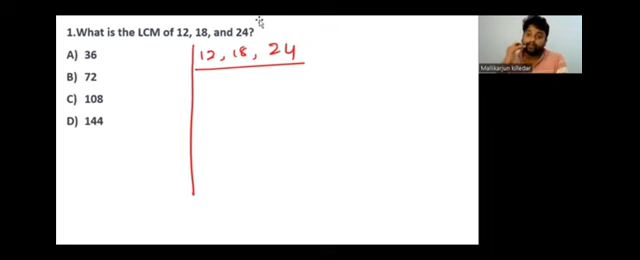 1.What is the LCM of 12, 18, and 24?
A) 36
B) 72
C) 108
D) 144
12, 18, 24
Mallikarjun killedar